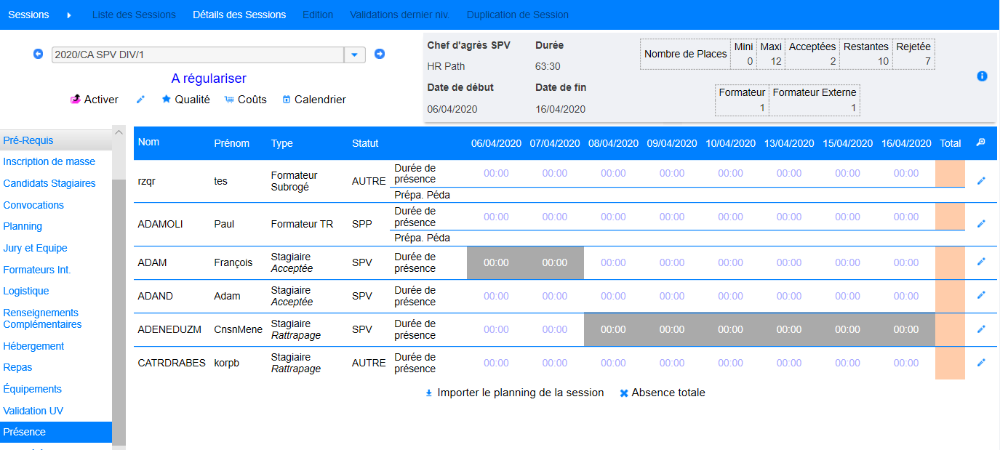 Sessions Liste des Sessions Détails des Sessions Edition Validations dernier niv. Duplication de Session
2020/CA SPV DIV/1
A régulariser
Activer Qualité Coûts Calendrier
Chef d'agrès SPV Durée
HR Path 63:30
Date de début Date de fin
06/04/2020 16/04/2020
Nombre de Places Mini Maxi Acceptées Restantes Rejetée
0 12 2 10 7
Formateur Formateur Externe
1 1
Pré-Requis
Inscription de masse
Candidats Stagiaires
Convocations
Planning
Jury et Equipe
Formateurs Int.
Logistique
Renseignements
Complémentaires
Hébergement
Repas
Équipements
Validation UV
Présence
Nom Prénom Type Statut 06/04/2020 07/04/2020 08/04/2020 09/04/2020 10/04/2020 13/04/2020 15/04/2020 16/04/2020 Total
rzqr tes Formateur Subrogé AUTRE Durée de présence 00:00 00:00 00:00 00:00 00:00 00:00 00:00 00:00
Prépa. Péda
ADAMOLI Paul Formateur TR SPP Durée de présence 00:00 00:00 00:00 00:00 00:00 00:00 00:00 00:00
Prépa. Péda
ADAM François Stagiaire Acceptée SPV Durée de présence 00:00 00:00 00:00 00:00 00:00 00:00 00:00 00:00
ADAND Adam Stagiaire Acceptée SPV Durée de présence 00:00 00:00 00:00 00:00 00:00 00:00 00:00 00:00
ADENEDUZM CnsnMene Stagiaire Rattrapage SPV Durée de présence 00:00 00:00 00:00 00:00 00:00 00:00 00:00 00:00
CATRDRABES korpb Stagiaire Rattrapage AUTRE Durée de présence 00:00 00:00 00:00 00:00 00:00 00:00 00:00 00:00
Importer le planning de la session Absence totale